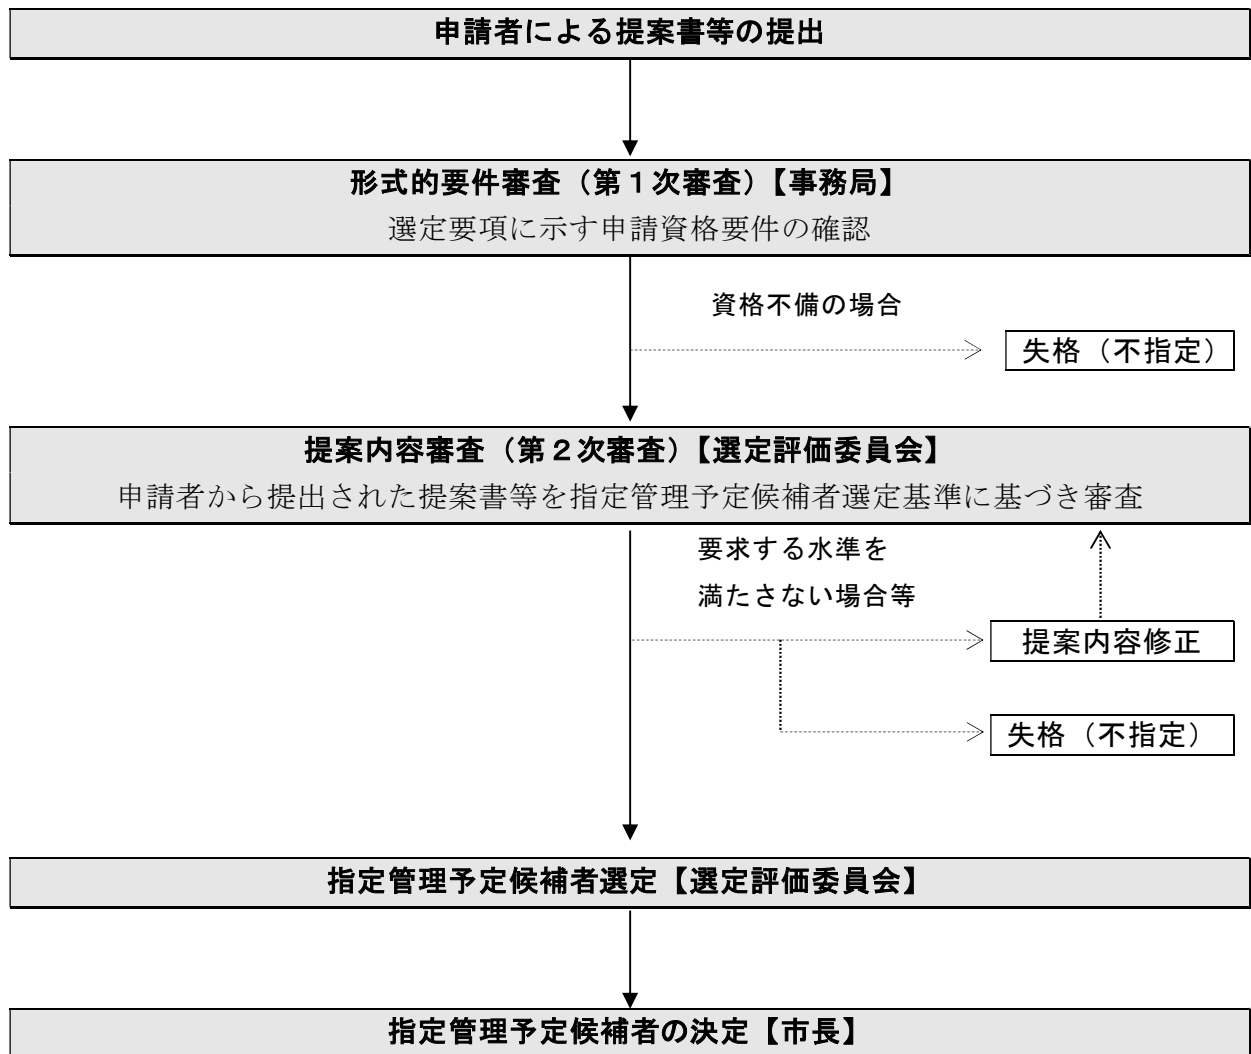 申請者による提案書等の提出
形式的要件審査（第１次審査）【事務局】
選定要項に示す申請資格要件の確認
資格不備の場合
失格（不指定）
提案内容審査（第２次審査）【選定評価委員会】
申請者から提出された提案書等を指定管理予定候補者選定基準に基づき審査
要求する水準を
満たさない場合等
提案内容修正
失格（不指定）
指定管理予定候補者選定【選定評価委員会】
指定管理予定候補者の決定【市長】